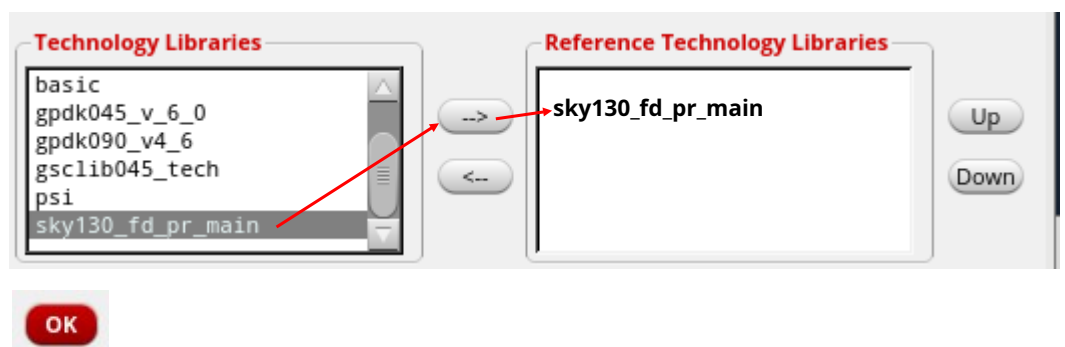 Technology Libraries
basic
gpdk045_v_6_0
gpdk090_v4_6
gsclib045_tech
psi
sky130_fd_pr_main
-->
<--
Reference Technology Libraries
sky130_fd_pr_main
Up
Down
OK